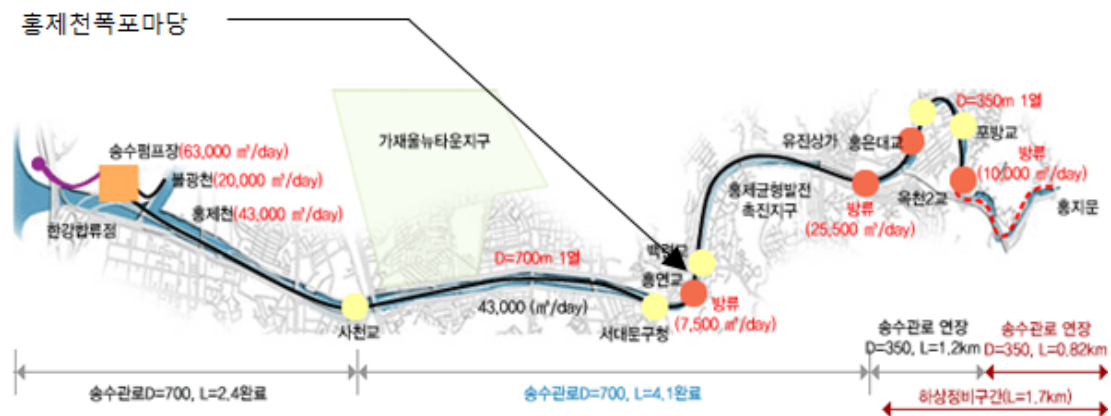 홍제천폭포마당
D=350m 1열
가재울뉴타운지구
유진상가
홍은대교
포방교
송수펌프장(63,000 ㎥/day)
방류
(10,000 ㎥/day)
불광천(20,000 ㎥/day)
홍제균형발전
촉진지구
옥천2교
홍지문
홍제천(43,000 ㎥/day)
방류
(25,500 ㎥/day)
한강합류점
D=700m 1열
홍연교
43,000 (㎥/day)
방류
(7,500 ㎥/day)
사천교
서대문구청
송수관로 연장
D=350, L=1.2km
송수관로 연장
D=350, L=0.82km
송수관로D=700, L=2.4완료
송수관로D=700, L=4.1완료
하상정비구간(L=1.7km)